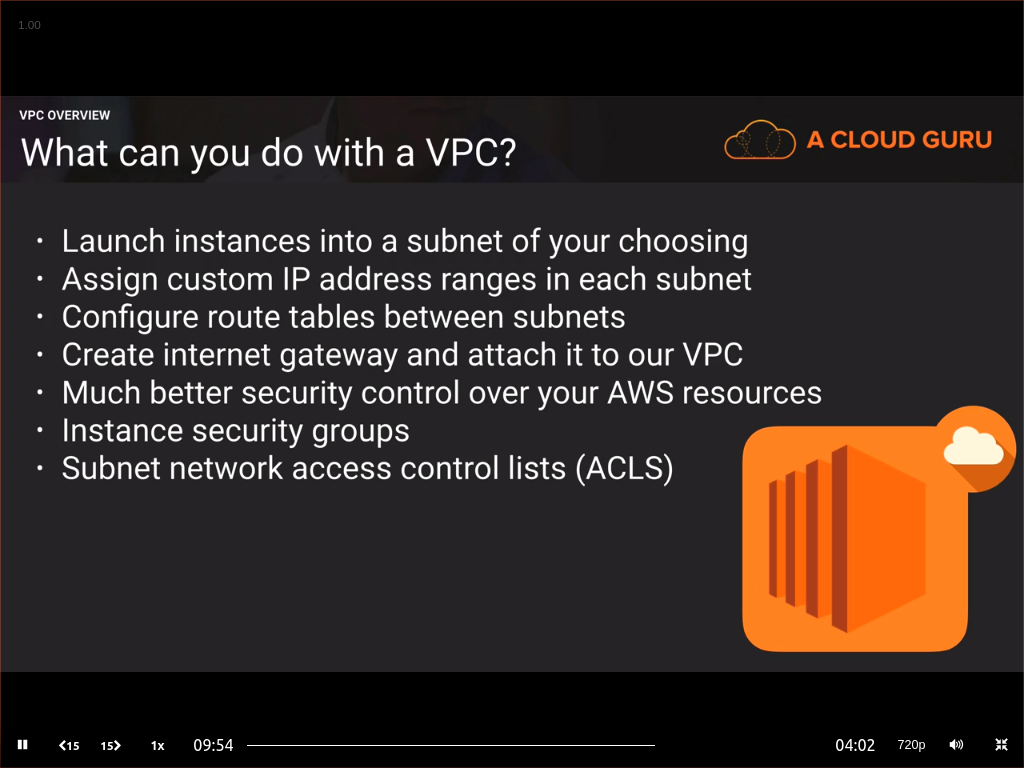 1.00
VPC OVERVIEW
What can you do with a VPC?
A CLOUD GURU
· Launch instances into a subnet of your choosing
· Assign custom IP address ranges in each subnet
· Configure route tables between subnets
· Create internet gateway and attach it to our VPC
· Much better security control over your AWS resources
· Instance security groups
· Subnet network access control lists (ACLS)
15 15 1x 09:54 04:02 720p